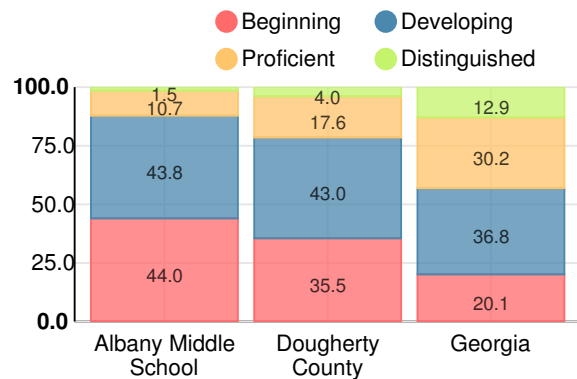 Beginning
Developing
Proficient
Distinguished
100.0
75.0
50.0
25.0
0.0
1.5
10.7
43.8
44.0
4.0
17.6
43.0
35.5
12.9
30.2
36.8
20.1
Albany Middle
School
Dougherty
County
Georgia